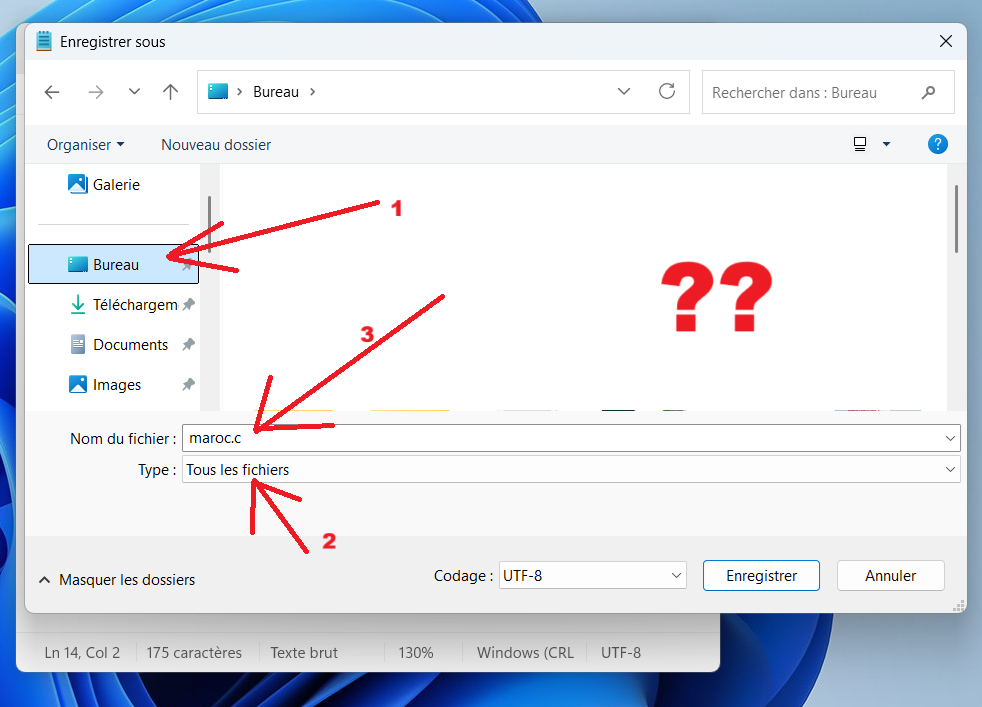 Enregistrer sous
Bureau
Rechercher dans : Bureau
Organiser
Nouveau dossier
?
Galerie
1
Bureau
??
Téléchargem
3
Documents
Images
Nom du fichier : maroc.c
Type : Tous les fichiers
2
Masquer les dossiers
Codage : UTF-8
Enregistrer
Annuler
Ln 14, Col 2
175 caractères
Texte brut
130%
Windows (CRL
UTF-8